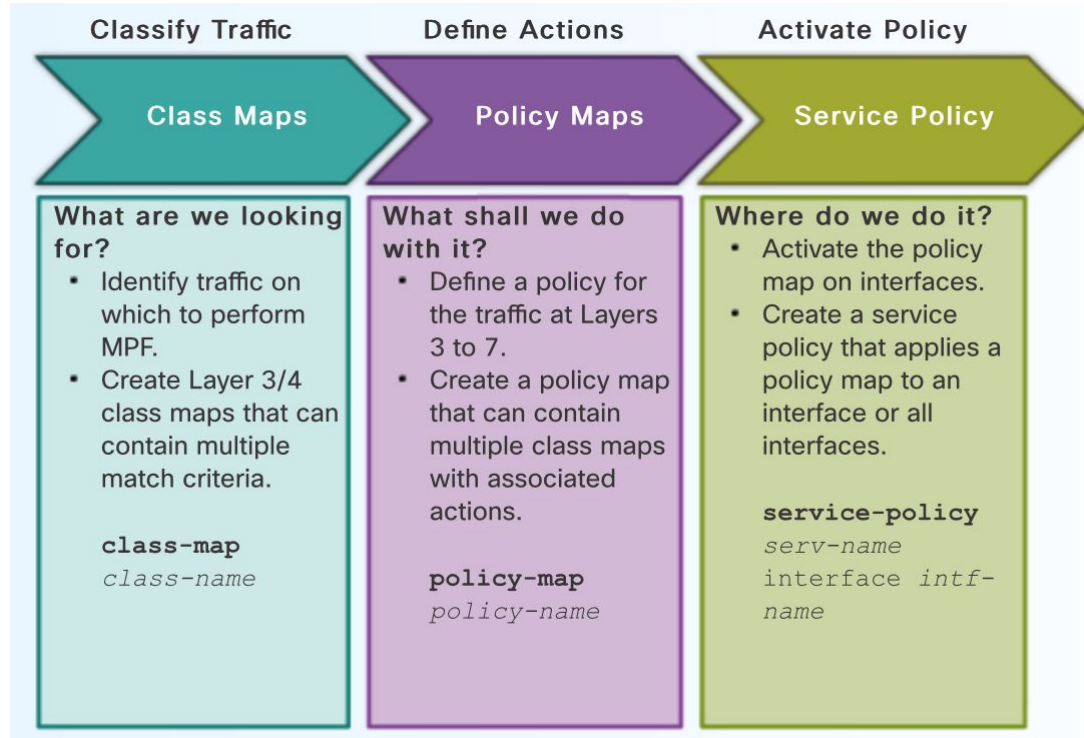 Classify Traffic
Define Actions
Activate Policy
Class Maps
Policy Maps
Service Policy
What are we looking
for?
• Identify traffic on
which to perform
MPF.
• Create Layer 3/4
class maps that can
contain multiple
match criteria.
class-map
class-name
What shall we do
with it?
• Define a policy for
the traffic at Layers
3 to 7.
• Create a policy map
that can contain
multiple class maps
with associated
actions.
policy-map
policy-name
Where do we do it?
• Activate the policy
map on interfaces.
• Create a service
policy that applies a
policy map to an
interface or all
interfaces.
service-policy
serv-name
interface intf-
name